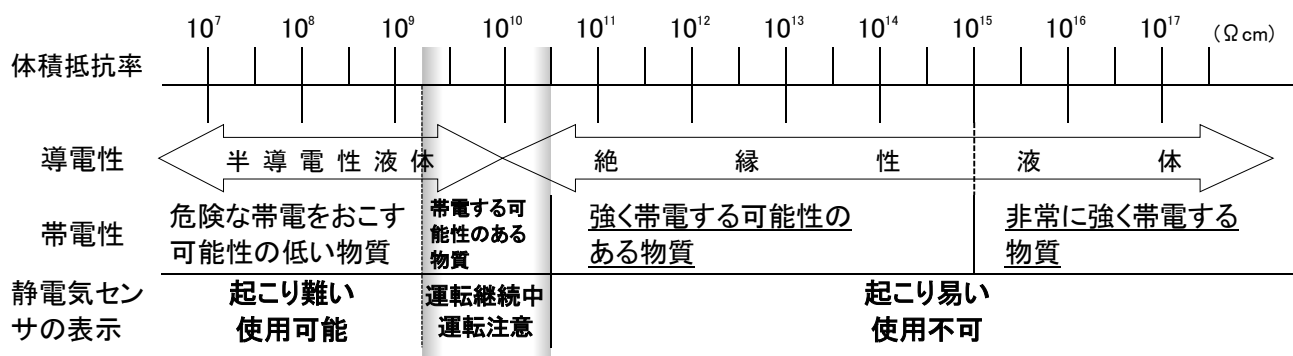 10⁷ 10⁸ 10⁹ 10¹⁰ 10¹¹ 10¹² 10¹³ 10¹⁴ 10¹⁵ 10¹⁶ 10¹⁷ (Ωcm)
体積抵抗率
導電性 半導電性液体 絶縁性液体
帯電性
危険な帯電をおこす
可能性の低い物質
帯電する可
能性のある
物質
強く帯電する可能性の
ある物質
非常に強く帯電する
物質
静電気セン
サの表示
起こり難い
使用可能
運転継続中
運転注意
起こり易い
使用不可